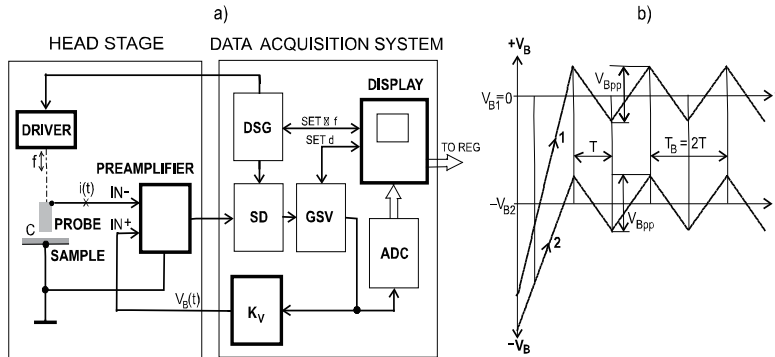 a)
HEAD STAGE
DATA ACQUISITION SYSTEM
DISPLAY
DRIVER
DSG
SET f
SET d
TO REG
f
PREAMPLIFIER
i(t)
x
IN-
PROBE
IN+
C
SAMPLE
SD
GSV
ADC
V_B(t)
K_V
b)
+V_B
V_Bpp
V_B1=0
1
T
T_B = 2T
-V_B2
V_Bpp
2
-V_B